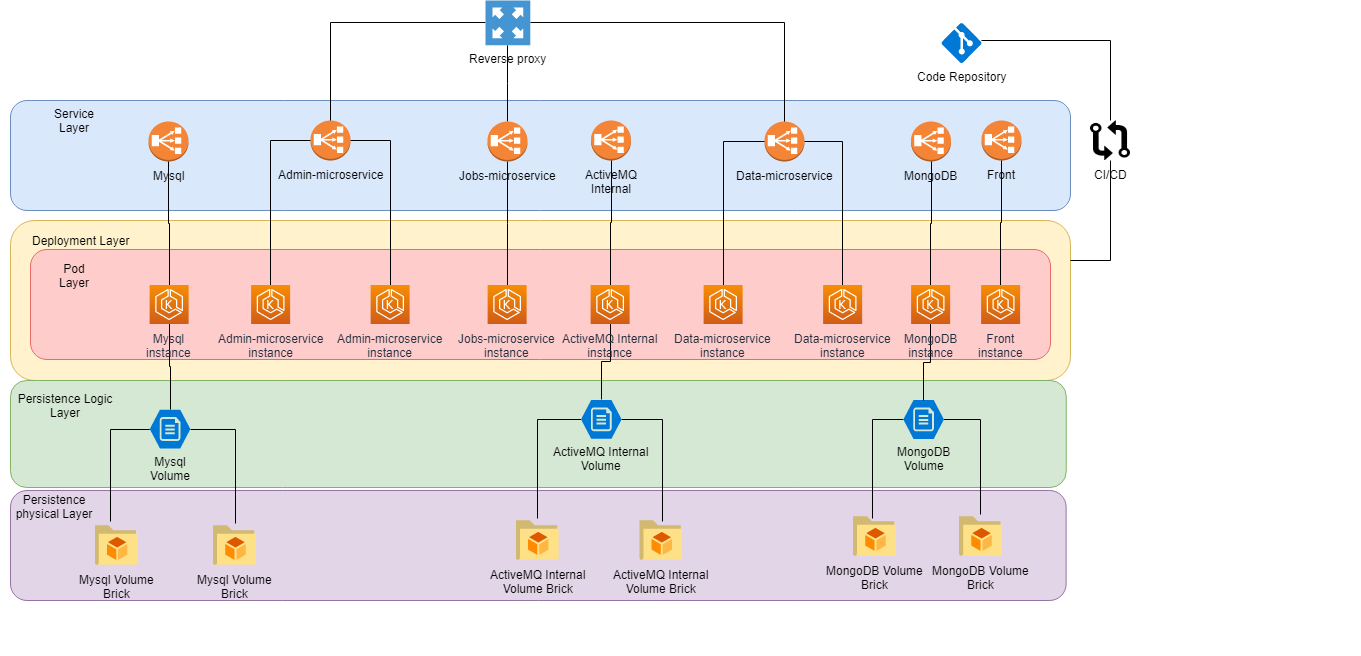 Reverse proxy
Code Repository
Service
Layer
Mysql
Admin-microservice
Jobs-microservice
ActiveMQ
Internal
Data-microservice
MongoDB
Front
CI/CD
Deployment Layer
Pod
Layer
Mysql
instance
Admin-microservice
instance
Admin-microservice
instance
Jobs-microservice
instance
ActiveMQ Internal
instance
Data-microservice
instance
Data-microservice
instance
MongoDB
instance
Front
instance
Persistence Logic
Layer
Mysql
Volume
ActiveMQ Internal
Volume
MongoDB
Volume
Persistence
physical Layer
Mysql Volume
Brick
Mysql Volume
Brick
ActiveMQ Internal
Volume Brick
ActiveMQ Internal
Volume Brick
MongoDB Volume
Brick
MongoDB Volume
Brick